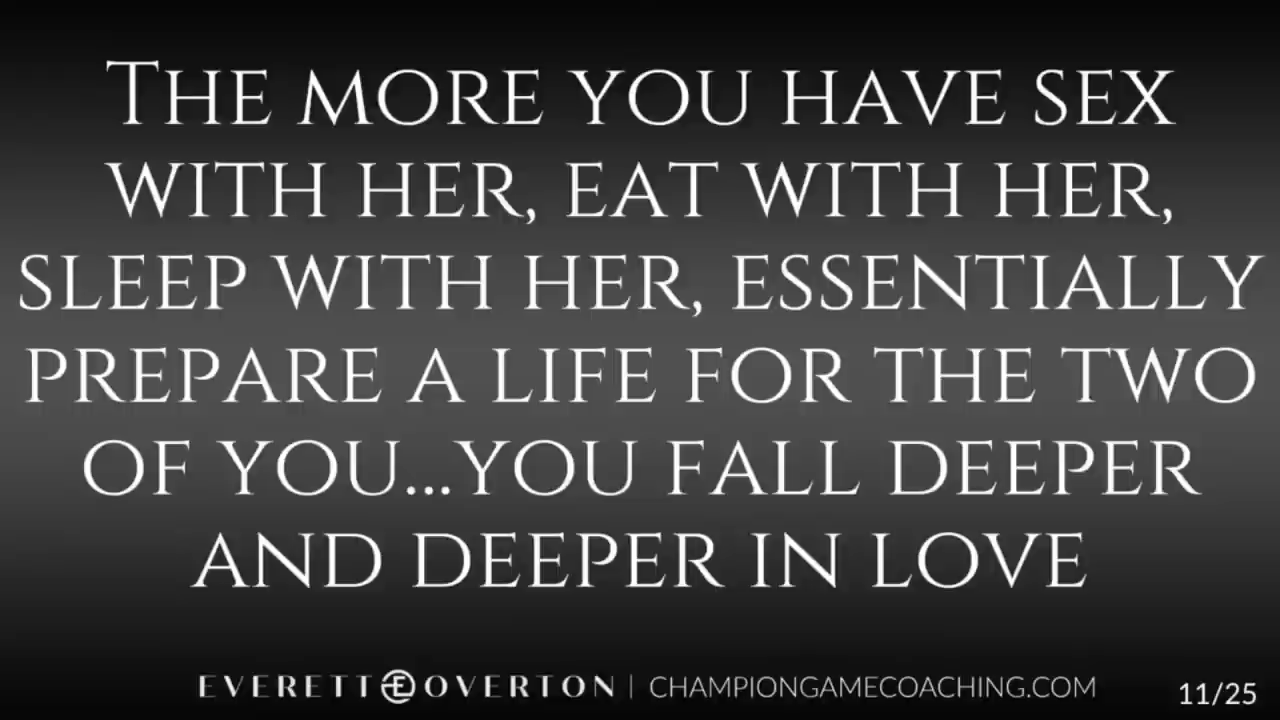 The more you have sex
with her, eat with her,
sleep with her, essentially
prepare a life for the two
of you...you fall deeper
and deeper in love
EVERETT OVERTON | CHAMPIONGAMECOACHING.COM
11/25